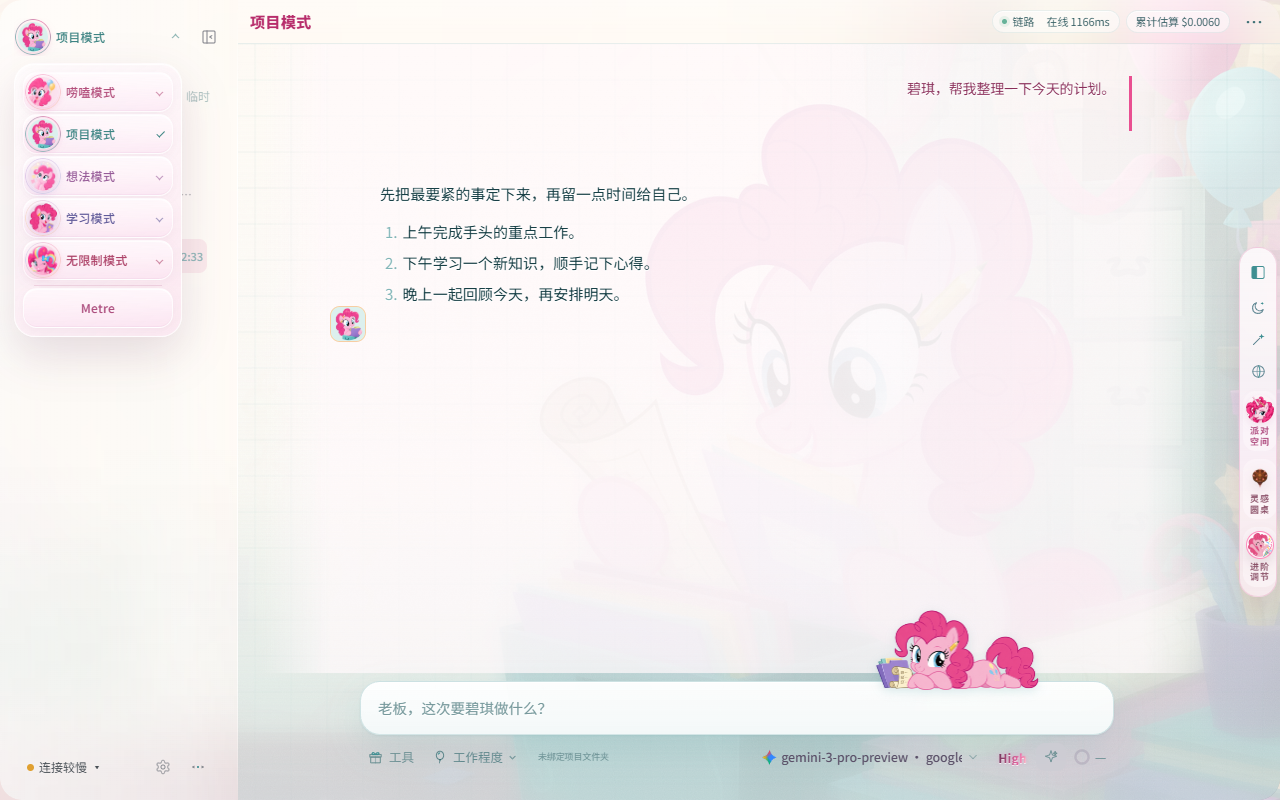 项目模式
唠嗑模式
项目模式
想法模式
学习模式
无限制模式
Metre
临时
...
2:33
连接较慢
项目模式
链路 在线 1166ms
累计估算 $0.0060
碧琪，帮我整理一下今天的计划。
先把最要紧的事定下来，再留一点时间给自己。
1. 上午完成手头的重点工作。
2. 下午学习一个新知识，顺手记下心得。
3. 晚上一起回顾今天，再安排明天。
派对
空间
灵感
圆桌
进阶
调节
老板，这次要碧琪做什么？
工具 工作程度 未绑定项目文件夹 gemini-3-pro-preview · google High —